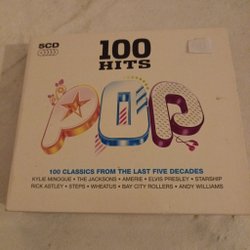 5CD
100
HITS
POP
100 CLASSICS FROM THE LAST FIVE DECADES
KYLIE MINOGUE • THE JACKSONS • AMERIE • ELVIS PRESLEY • STARSHIP
RICK ASTLEY • STEPS • WHEATUS • BAY CITY ROLLERS • ANDY WILLIAMS